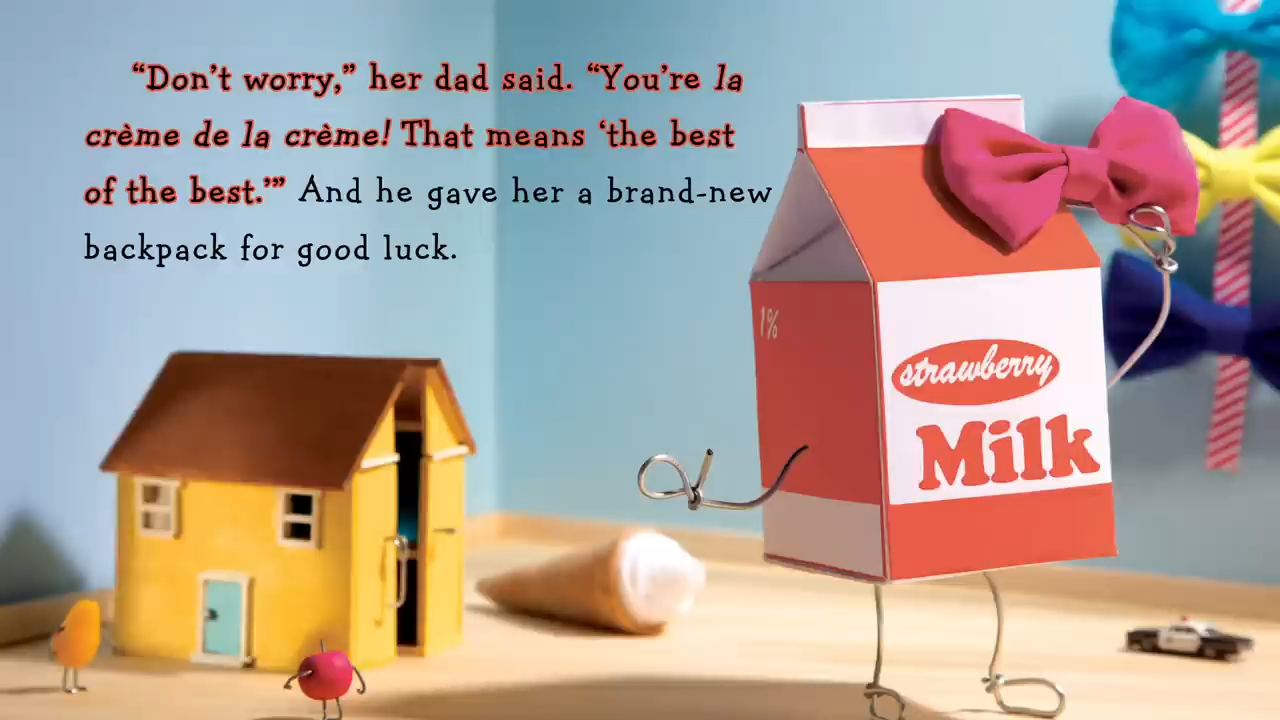 “Don’t worry,” her dad said. “You’re la
crème de la crème! That means ‘the best
of the best.’” And he gave her a brand-new
backpack for good luck.
1%
strawberry
Milk